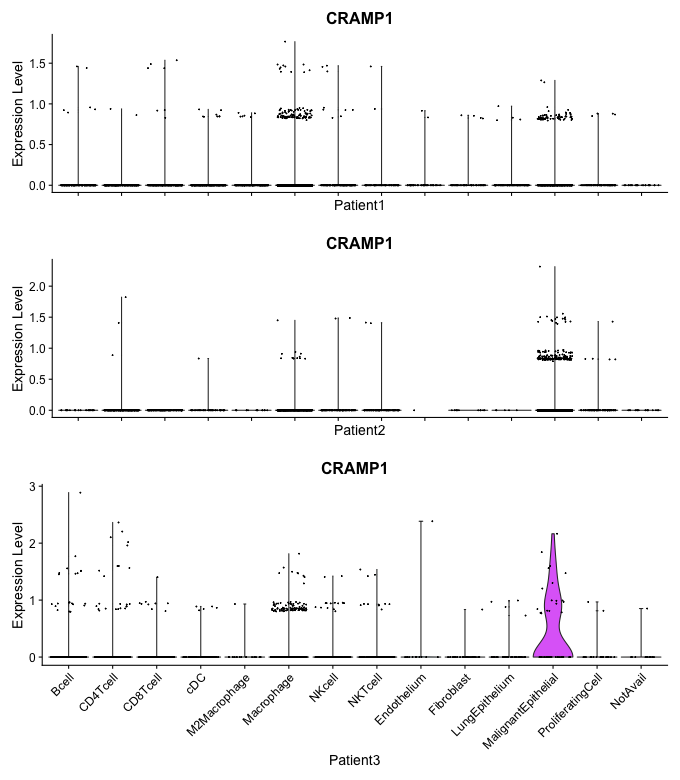 CRAMP1
Expression Level
1.5
1.0
0.5
0.0
Patient1
CRAMP1
Expression Level
2.0
1.5
1.0
0.5
0.0
Patient2
CRAMP1
Expression Level
3
2
1
0
Bcell
CD4Tcell
CD8Tcell
cDC
M2Macrophage
Macrophage
NKcell
NKTcell
Endothelium
Fibroblast
LungEpithelium
MalignantEpithelial
ProliferatingCell
NotAvail
Patient3